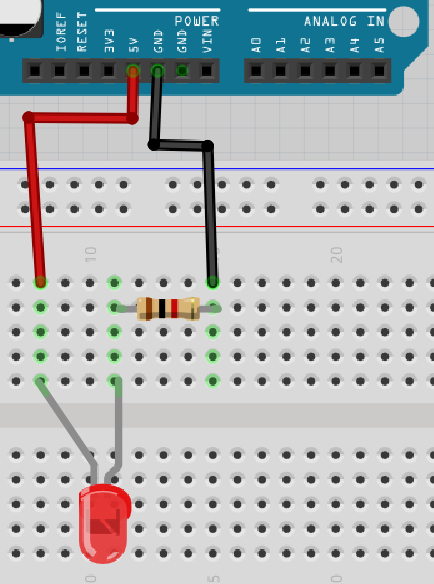 POWER ANALOG IN
IOREF RESET 3V3 5V GND GND VIN A0 A1 A2 A3 A4 A5
10 20